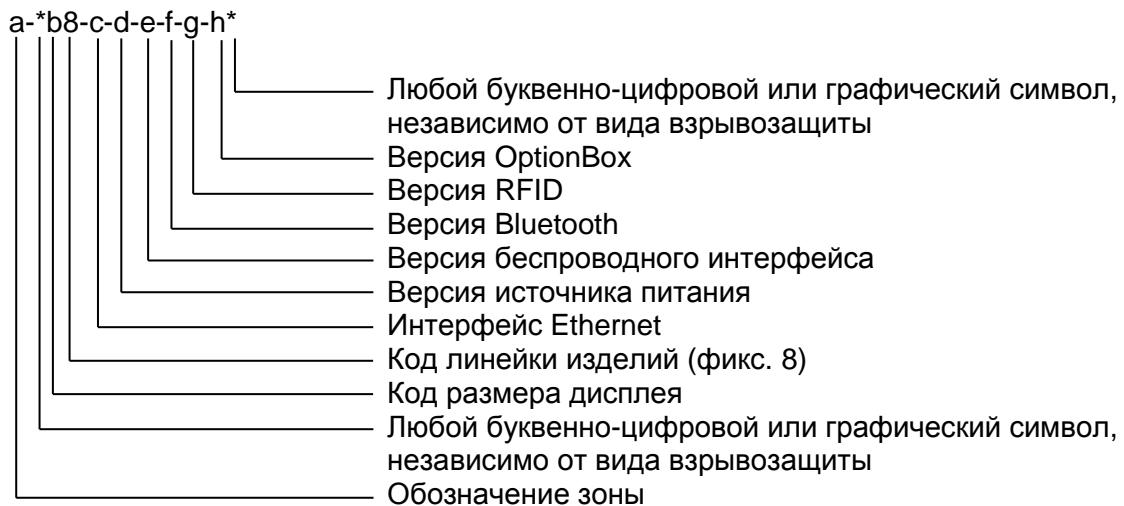 a-*b8-c-d-e-f-g-h*
Любой буквенно-цифровой или графический символ,
независимо от вида взрывозащиты
Версия OptionBox
Версия RFID
Версия Bluetooth
Версия беспроводного интерфейса
Версия источника питания
Интерфейс Ethernet
Код линейки изделий (фикс. 8)
Код размера дисплея
Любой буквенно-цифровой или графический символ,
независимо от вида взрывозащиты
Обозначение зоны